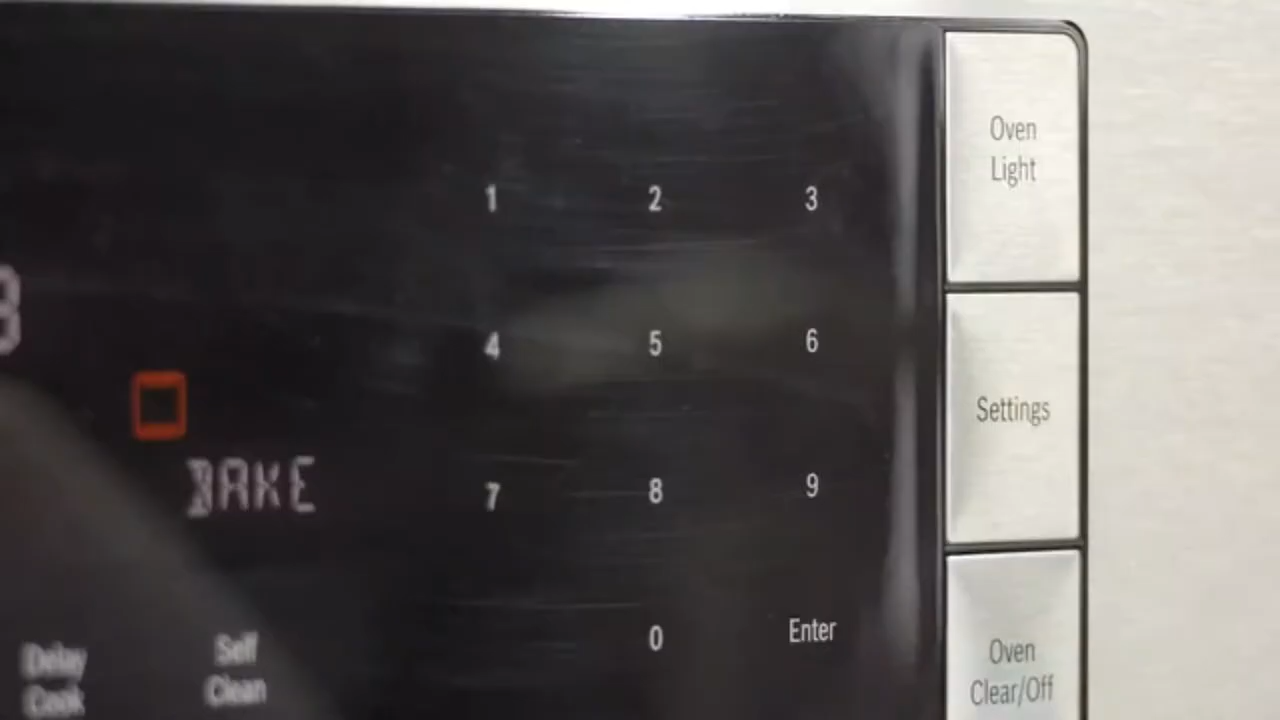 Oven
Light
1 2 3
4 5 6
Settings
BAKE
7 8 9
0 Enter
Delay
Cook
Self
Clean
Oven
Clear/Off